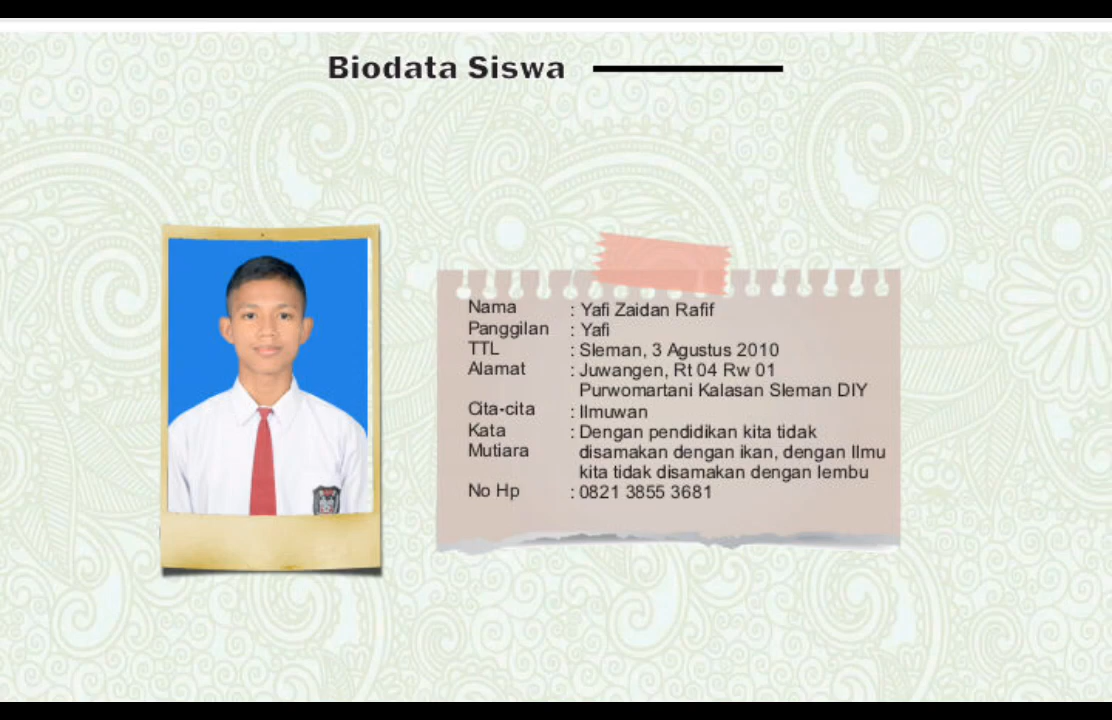 Biodata Siswa
Nama : Yafi Zaidan Rafif
Panggilan : Yafi
TTL : Sleman, 3 Agustus 2010
Alamat : Juwangen, Rt 04 Rw 01
Purwomartani Kalasan Sleman DIY
Cita-cita : Ilmuwan
Kata : Dengan pendidikan kita tidak
Mutiara disamakan dengan ikan, dengan Ilmu
kita tidak disamakan dengan lembu
No Hp : 0821 3855 3681